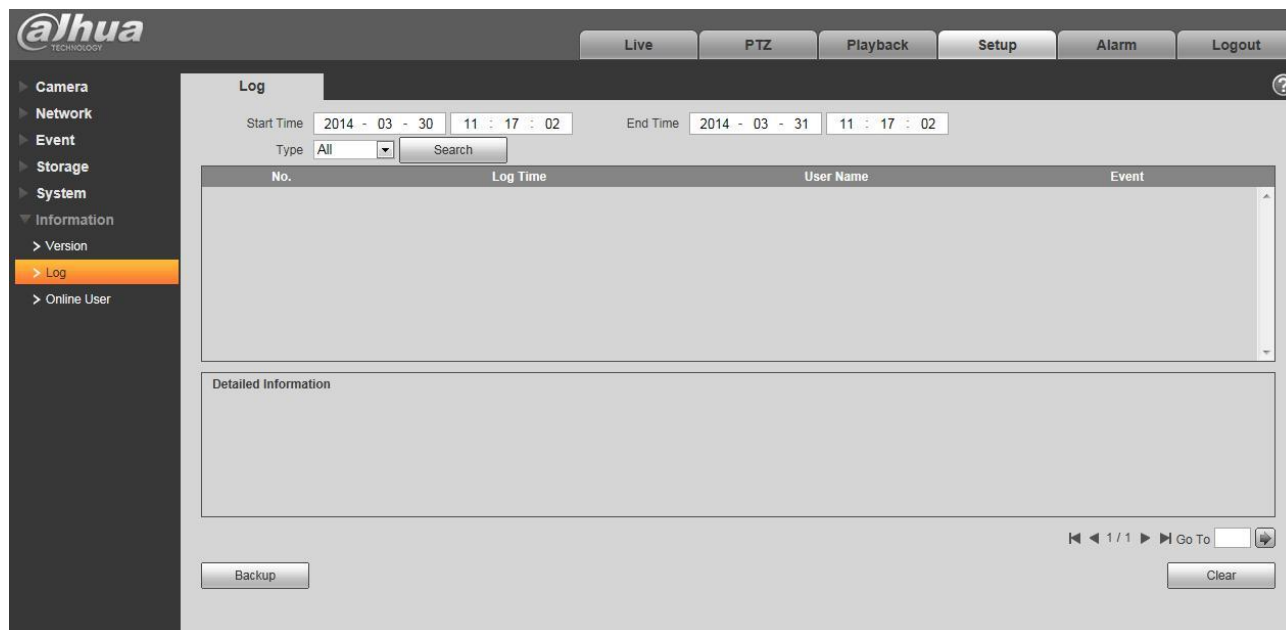 alhua
TECHNOLOGY
Live PTZ Playback Setup Alarm Logout
Camera
Network
Event
Storage
System
Information
> Version
> Log
> Online User
Log
?
Start Time 2014 - 03 - 30 11 : 17 : 02 End Time 2014 - 03 - 31 11 : 17 : 02
Type All Search
No. Log Time User Name Event
Detailed Information
1 / 1 Go To
Backup Clear